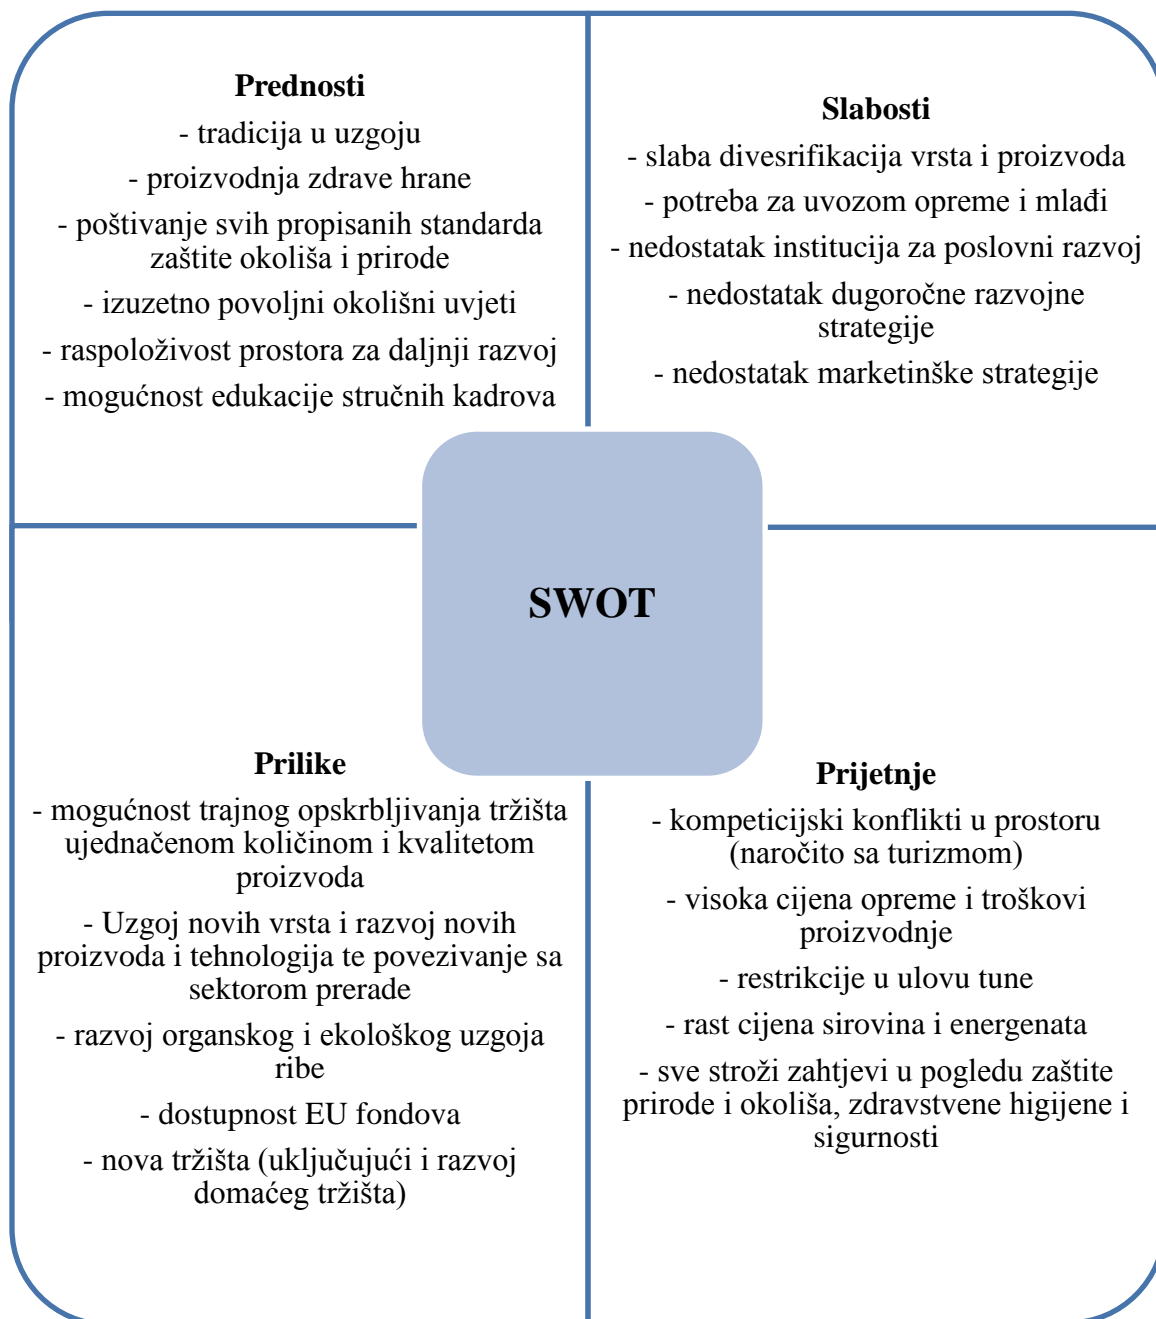 Prednosti
- tradicija u uzgoju
- proizvodnja zdrave hrane
- poštivanje svih propisanih standarda
zaštite okoliša i prirode
- izuzetno povoljni okolišni uvjeti
- raspoloživost prostora za daljnji razvoj
- mogućnost edukacije stručnih kadrova
Slabosti
- slaba divesrifikacija vrsta i proizvoda
- potreba za uvozom opreme i mlađi
- nedostatak institucija za poslovni razvoj
- nedostatak dugoročne razvojne
strategije
- nedostatak marketinške strategije
SWOT
Prilike
- mogućnost trajnog opskrbljivanja tržišta
ujednačenom količinom i kvalitetom
proizvoda
- Uzgoj novih vrsta i razvoj novih
proizvoda i tehnologija te povezivanje sa
sektorom prerade
- razvoj organskog i ekološkog uzgoja
ribe
- dostupnost EU fondova
- nova tržišta (uključujući i razvoj
domaćeg tržišta)
Prijetnje
- kompeticijski konflikti u prostoru
(naročito sa turizmom)
- visoka cijena opreme i troškovi
proizvodnje
- restrikcije u ulovu tune
- rast cijena sirovina i energenata
- sve stroži zahtjevi u pogledu zaštite
prirode i okoliša, zdravstvene higijene i
sigurnosti